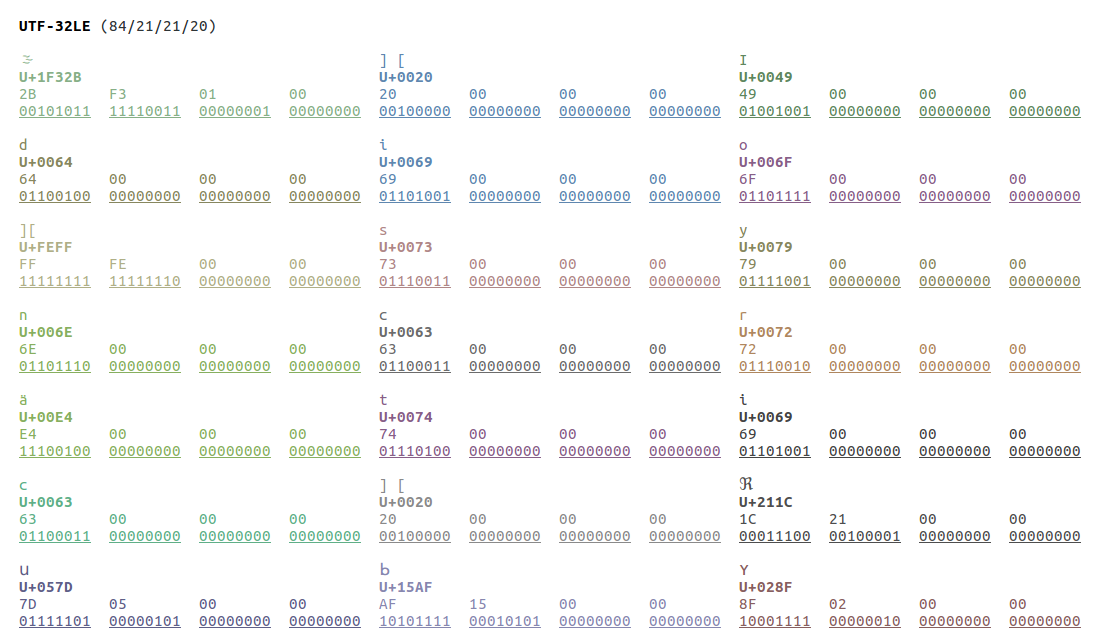 UTF-32LE (84/21/21/20)
🌫 ] [ I
U+1F32B U+0020 U+0049
2B F3 01 00 20 00 00 00 49 00 00 00
00101011 11110011 00000001 00000000 00100000 00000000 00000000 00000000 01001001 00000000 00000000 00000000
d i o
U+0064 U+0069 U+006F
64 00 00 00 69 00 00 00 6F 00 00 00
01100100 00000000 00000000 00000000 01101001 00000000 00000000 00000000 01101111 00000000 00000000 00000000
][ s y
U+FEFF U+0073 U+0079
FF FE 00 00 73 00 00 00 79 00 00 00
11111111 11111110 00000000 00000000 01110011 00000000 00000000 00000000 01111001 00000000 00000000 00000000
n c r
U+006E U+0063 U+0072
6E 00 00 00 63 00 00 00 72 00 00 00
01101110 00000000 00000000 00000000 01100011 00000000 00000000 00000000 01110010 00000000 00000000 00000000
ä t i
U+00E4 U+0074 U+0069
E4 00 00 00 74 00 00 00 69 00 00 00
11100100 00000000 00000000 00000000 01110100 00000000 00000000 00000000 01101001 00000000 00000000 00000000
c ] [ ℜ
U+0063 U+0020 U+211C
63 00 00 00 20 00 00 00 1C 21 00 00
01100011 00000000 00000000 00000000 00100000 00000000 00000000 00000000 00011100 00100001 00000000 00000000
ս ᖯ ʏ
U+057D U+15AF U+028F
7D 05 00 00 AF 15 00 00 8F 02 00 00
01111101 00000101 00000000 00000000 10101111 00010101 00000000 00000000 10001111 00000010 00000000 00000000